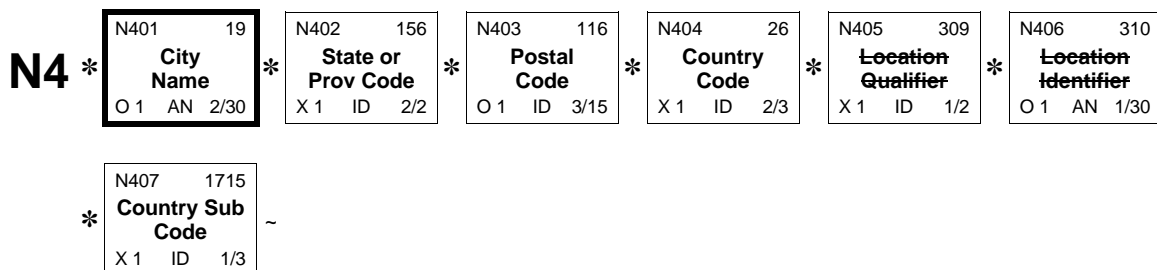 N4 * N401 19 * N402 156 * N403 116 * N404 26 * N405 309 * N406 310
City Name State or Prov Code Postal Code Country Code Location Qualifier Location Identifier
O 1 AN 2/30 X 1 ID 2/2 O 1 ID 3/15 X 1 ID 2/3 X 1 ID 1/2 O 1 AN 1/30
* N407 1715
Country Sub
Code ~
X 1 ID 1/3